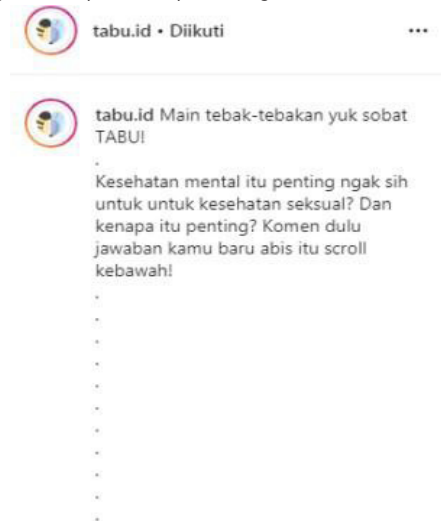 tabu.id • Diikuti
...
tabu.id Main tebak-tebakan yuk sobat
TABU!
.
Kesehatan mental itu penting ngak sih
untuk untuk kesehatan seksual? Dan
kenapa itu penting? Komen dulu
jawaban kamu baru abis itu scroll
kebawah!
.
.
.
.
.
.
.
.
.
.
.